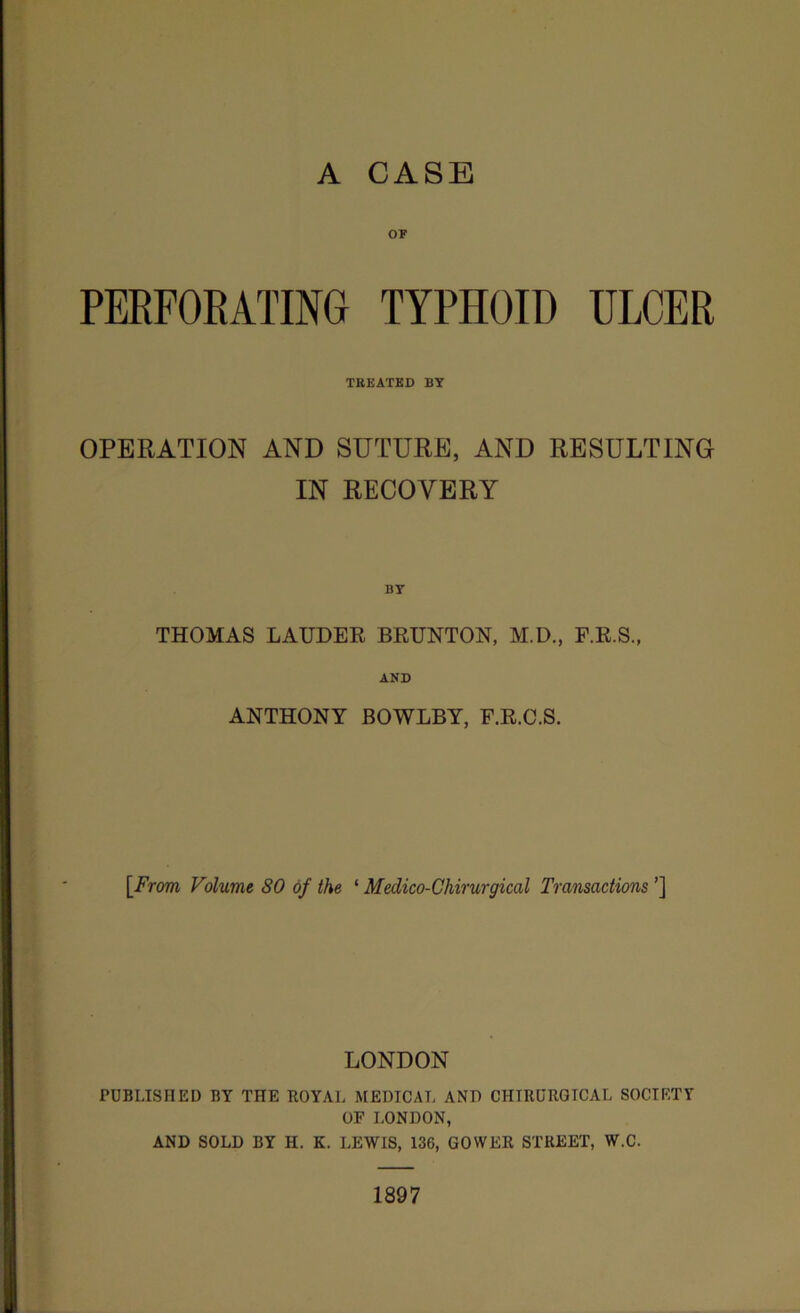 A CASE
OF
PERFORATING TYPHOID ULCER
TREATED BY
OPERATION AND SUTURE, AND RESULTING
IN RECOVERY
BY
THOMAS LAUDER BRUNTON, M.D., F.R.S.,
AND
ANTHONY BOWLBY, F.R.C.S.
[From Volume 80 of the ‘ Medico-Chirurgical Transactions ’]
LONDON
PUBLISHED BY THE ROYAL MEDICAL AND CHIRURGICAL SOCIETY
OF LONDON,
AND SOLD BY H. K. LEWIS, 136, GOWER STREET, W.C.
1897